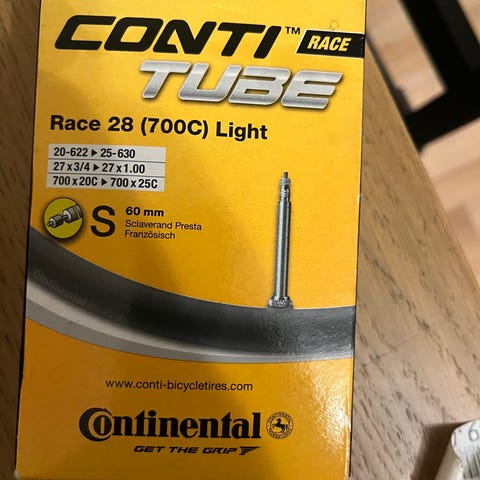 CONTI™ RACE
TUBE
Race 28 (700C) Light
20-622 ▸ 25-630
27 x 3/4 ▸ 27 x 1.00
700 x 20C ▸ 700 x 25C
S 60 mm
Sclaverand Presta
Französisch
Continental
www.conti-bicycletires.com
Continental
GET THE GRIP